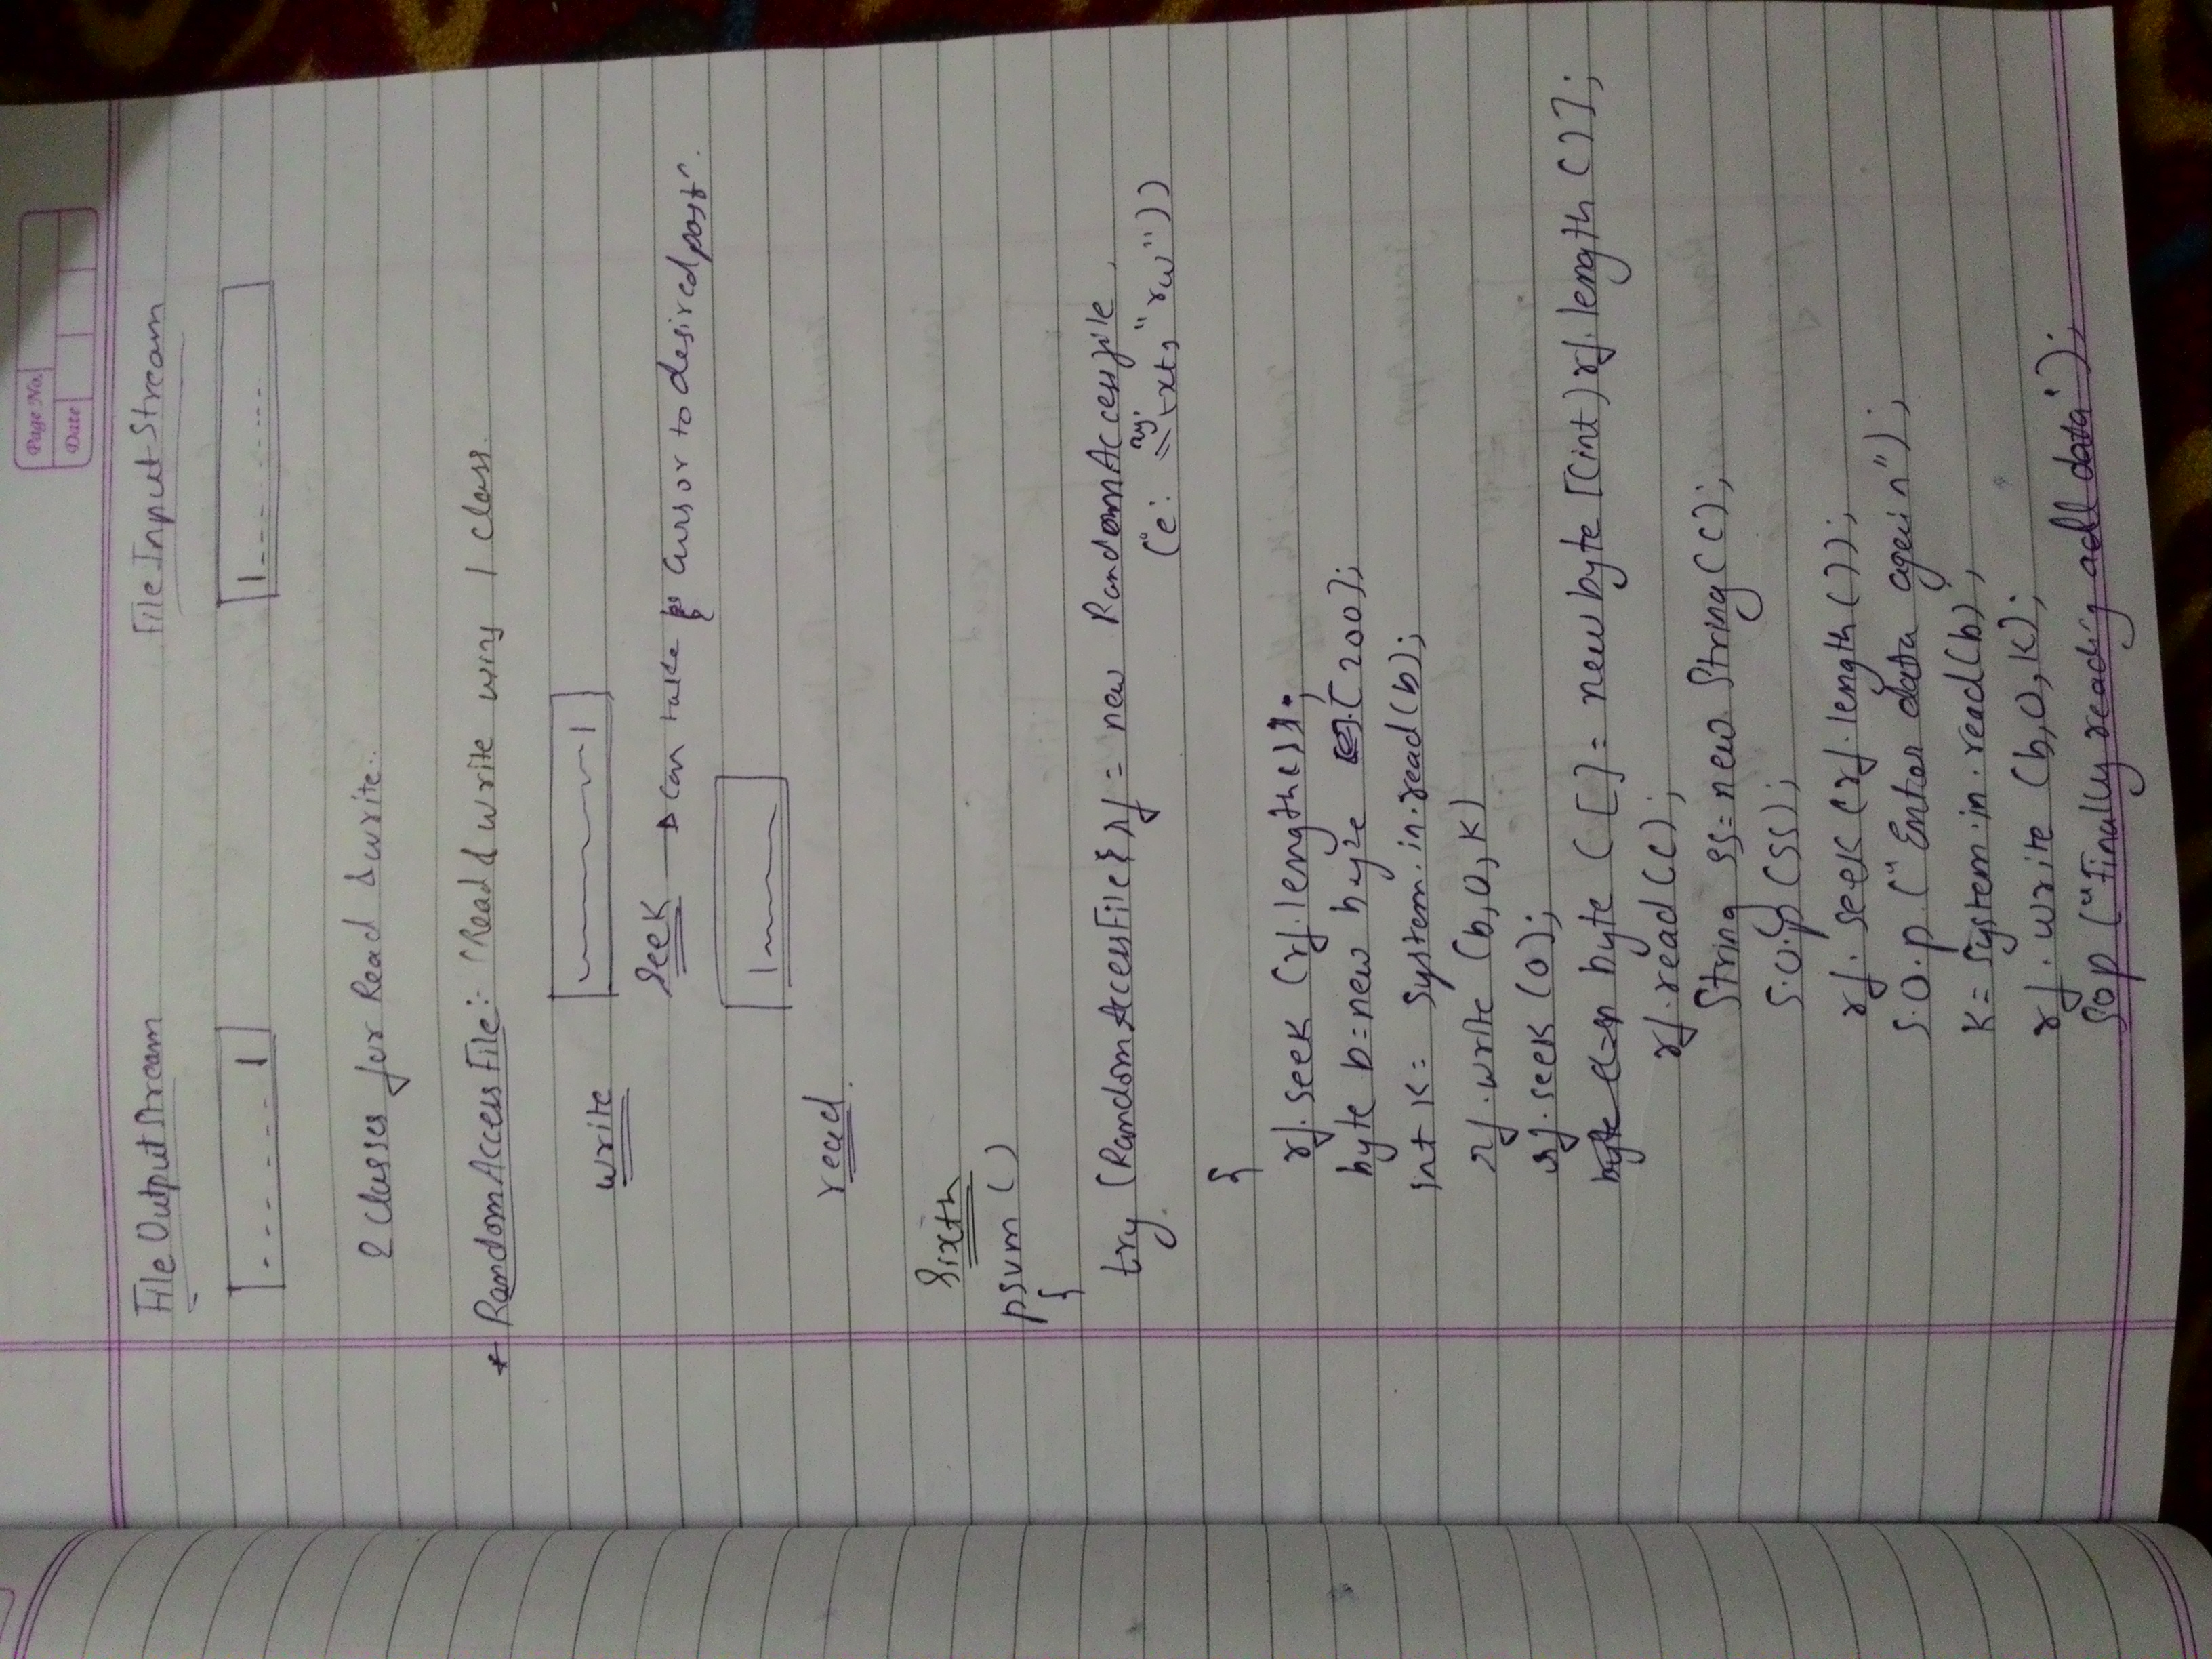 Page No.
Date
File Output Stream File Input Stream
2 Classes for Read & write..
* RandomAccessFile:- (Read & write 1 class.
write
Seek → can take cursor to desired
read.
Sixth
psvm ()
{
try (RandomAccessFile rf = new RandomAccessfile
("e: \\ .txt, "rw"))
{
rf. seek (rf.length());
byte b=new byte [200];
int K= System.in.read(b);
rf.write (b,0,K)
rf.seek (0);
byte c[]= new byte [(int) rf.length ()];
rf.read(c);
String ss=new String(c);
S.o.p(ss);
rf. seek (rf.length ());
S.o.p.("Enter data again");
K= System.in.read(b);
rf. write (b,0,K);
Sop ("Finally reading all data");